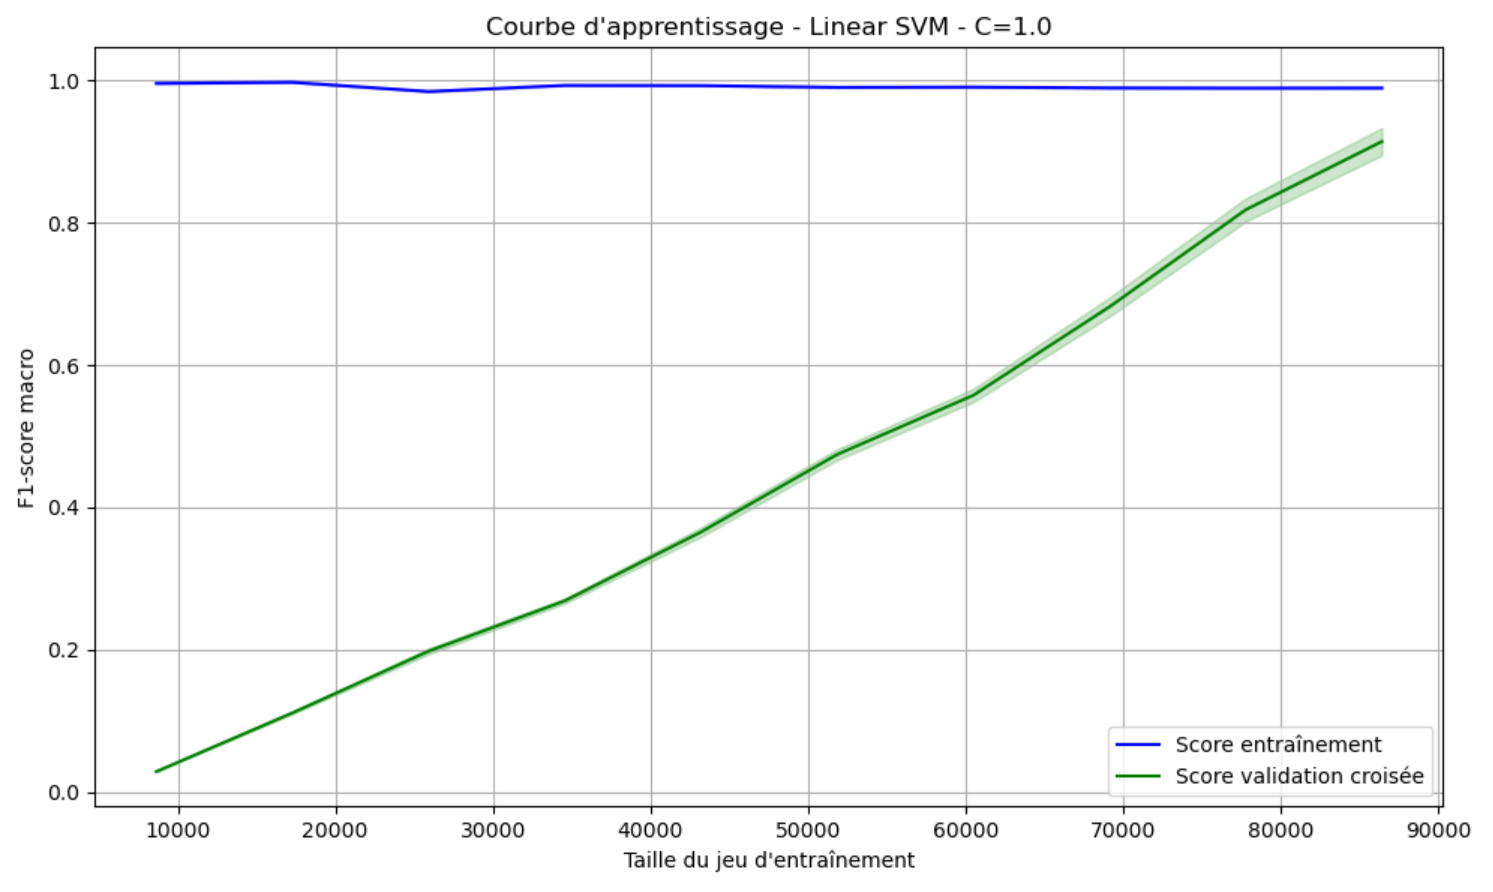 Courbe d'apprentissage - Linear SVM - C=1.0
1.0
0.8
0.6
0.4
0.2
0.0
F1-score macro
10000 20000 30000 40000 50000 60000 70000 80000 90000
Taille du jeu d'entraînement
Score entraînement
Score validation croisée